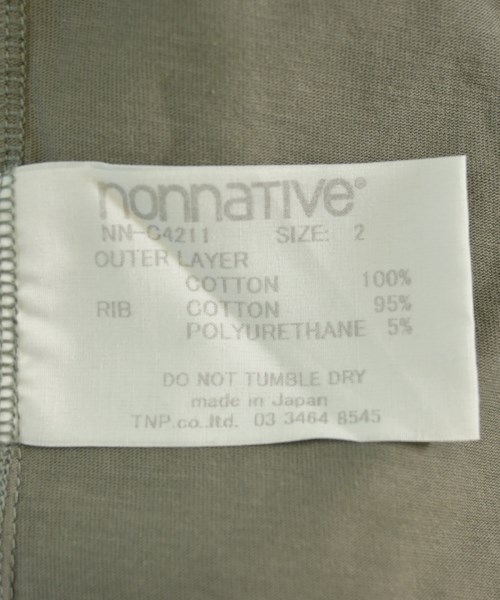 nonnative®
NN-C4211 SIZE: 2
OUTER LAYER
COTTON 100%
RIB COTTON 95%
POLYURETHANE 5%
DO NOT TUMBLE DRY
made in Japan
TNP.co.,ltd. 03 3464 8545